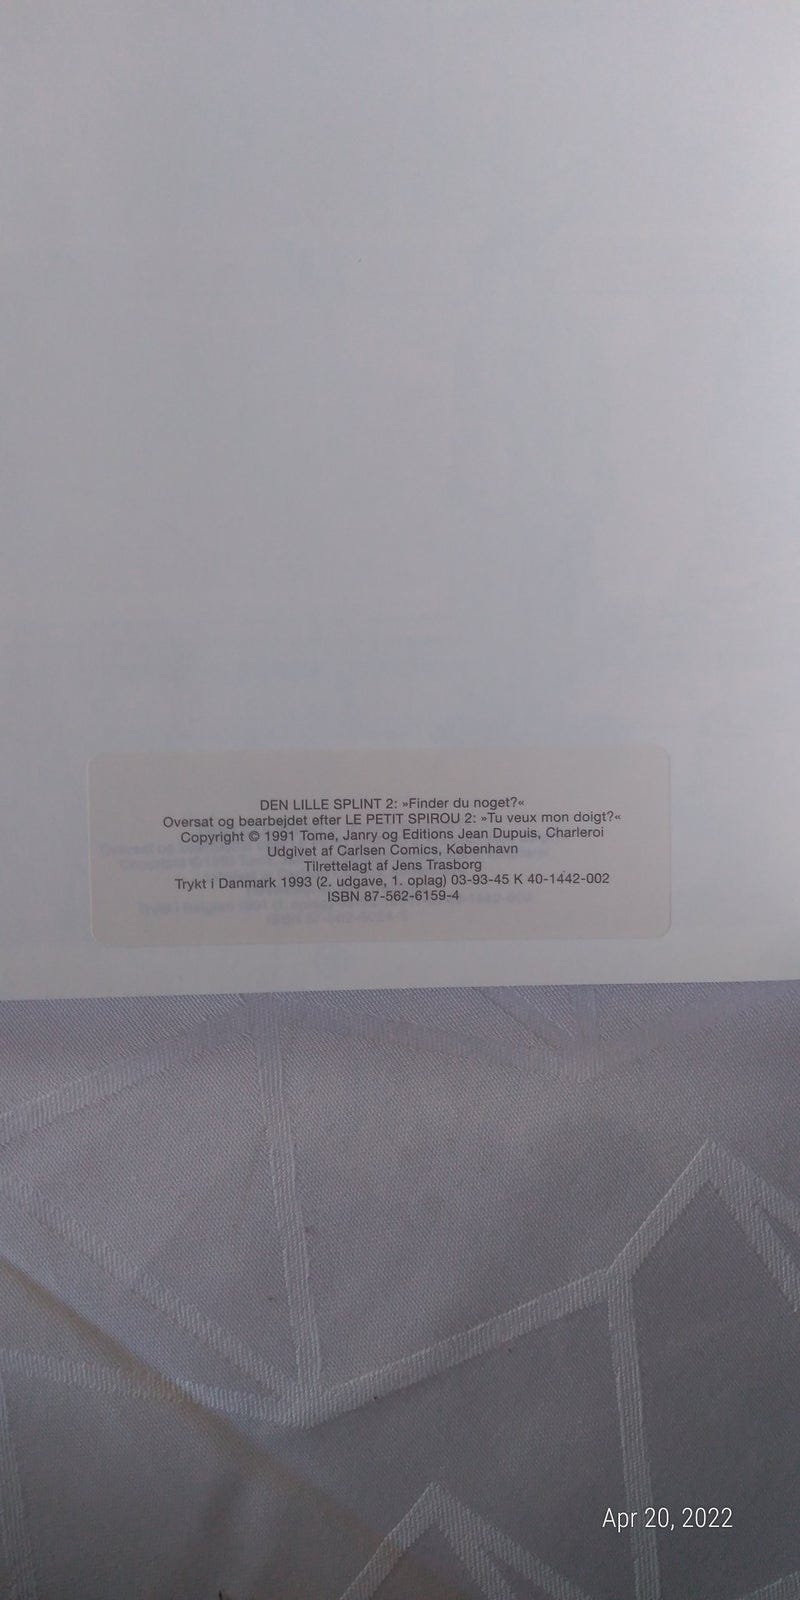 DEN LILLE SPLINT 2: »Finder du noget?«
Oversat og bearbejdet efter LE PETIT SPIROU 2: »Tu veux mon doigt?«
Copyright © 1991 Tome, Janry og Editions Jean Dupuis, Charleroi
Udgivet af Carlsen Comics, København
Tilrettelagt af Jens Trasborg
Trykt i Danmark 1993 (2. udgave, 1. oplag) 03-93-45 K 40-1442-002
ISBN 87-562-6159-4
Apr 20, 2022